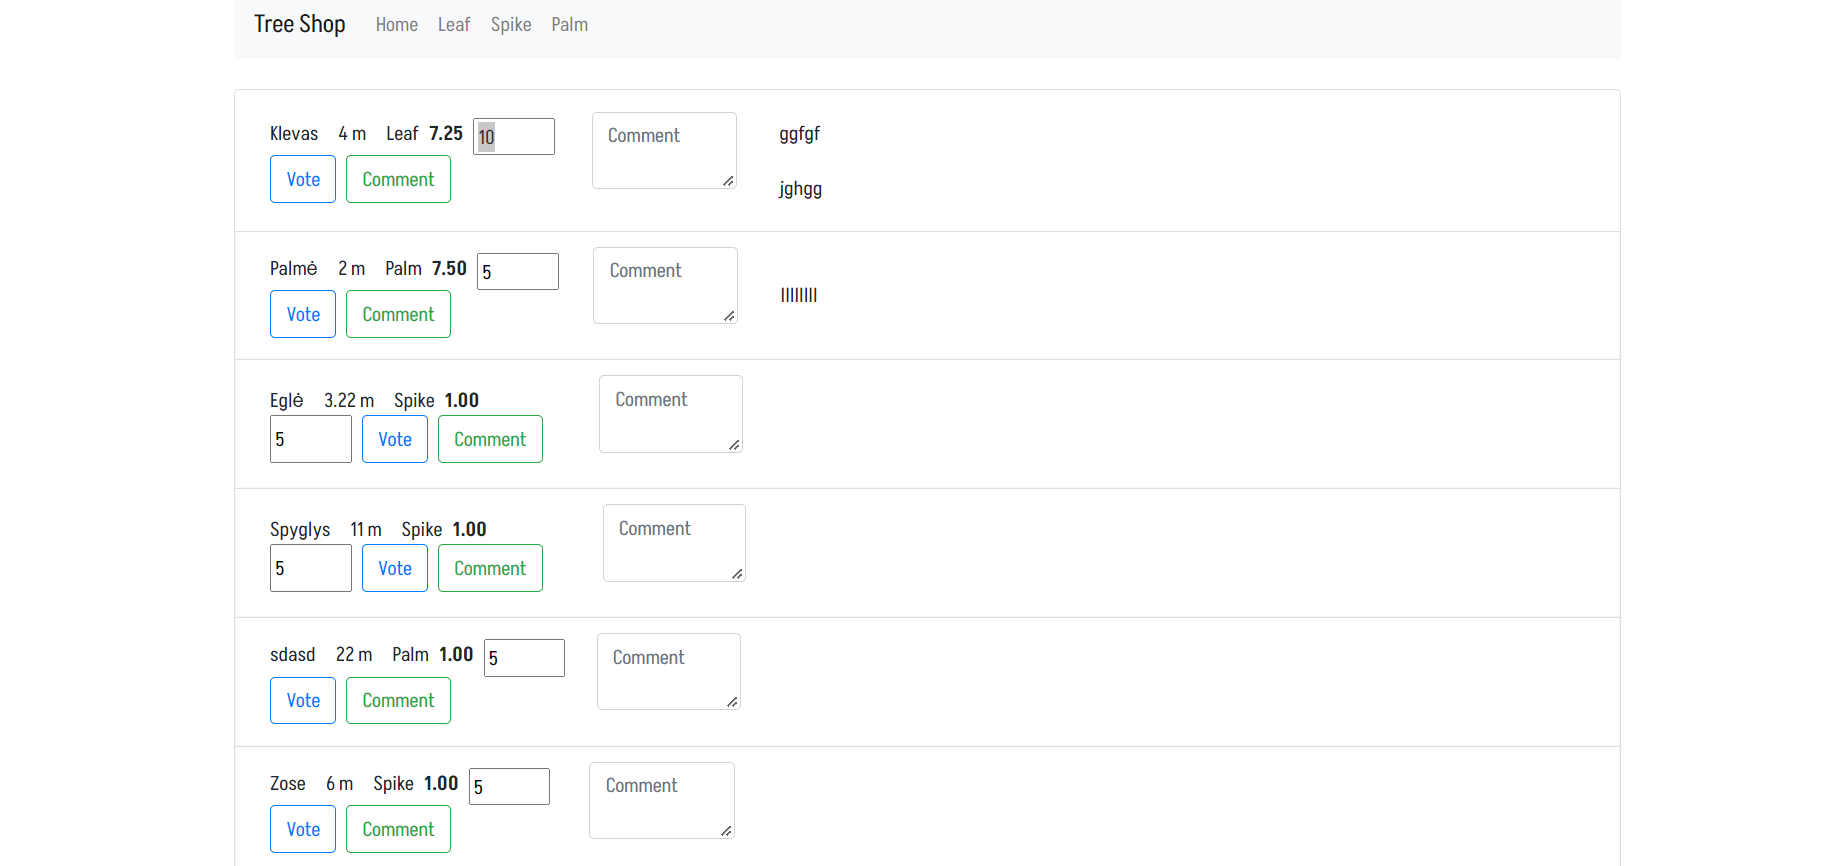 Tree Shop Home Leaf Spike Palm
Klevas 4 m Leaf 7.25 10 Comment ggfgf
Vote Comment jghgg
Palmė 2 m Palm 7.50 5 Comment
Vote Comment llllllll
Eglė 3.22 m Spike 1.00 Comment
5 Vote Comment
Spyglys 11 m Spike 1.00 Comment
5 Vote Comment
sdasd 22 m Palm 1.00 5 Comment
Vote Comment
Zose 6 m Spike 1.00 5 Comment
Vote Comment